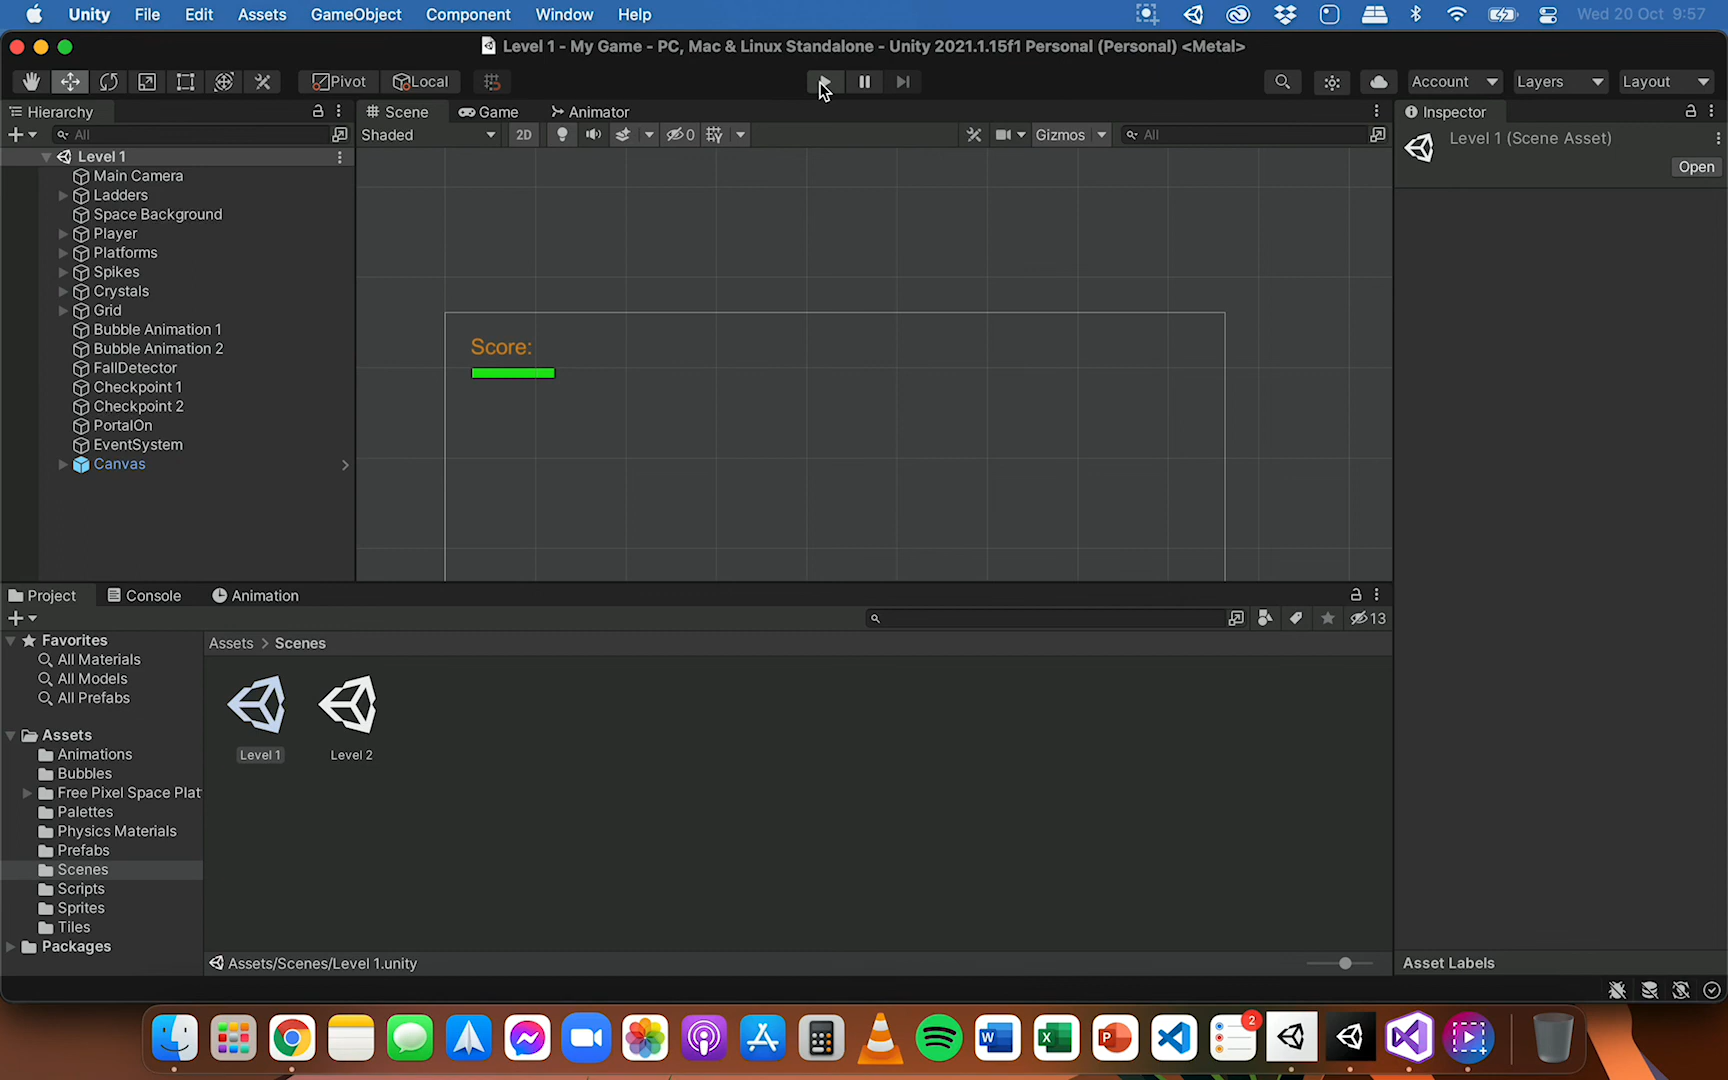 Unity File Edit Assets GameObject Component Window Help Wed 20 Oct 9:57
Level 1 - My Game - PC, Mac & Linux Standalone - Unity 2021.1.15f1 Personal (Personal) <Metal>
Pivot Local Account Layers Layout
Hierarchy Scene Game Animator Inspector
All Shaded 2D 0 Gizmos All
Level 1 (Scene Asset)
Open
Level 1
Main Camera
Ladders
Space Background
Player
Platforms
Spikes
Crystals
Grid
Bubble Animation 1
Bubble Animation 2
FallDetector
Checkpoint 1
Checkpoint 2
PortalOn
EventSystem
Canvas
Score:
Project Console Animation
13
Favorites
All Materials
All Models
All Prefabs
Assets
Animations
Bubbles
Free Pixel Space Plat
Palettes
Physics Materials
Prefabs
Scenes
Scripts
Sprites
Tiles
Packages
Assets > Scenes
Level 1 Level 2
Assets/Scenes/Level 1.unity
Asset Labels
W X P 2